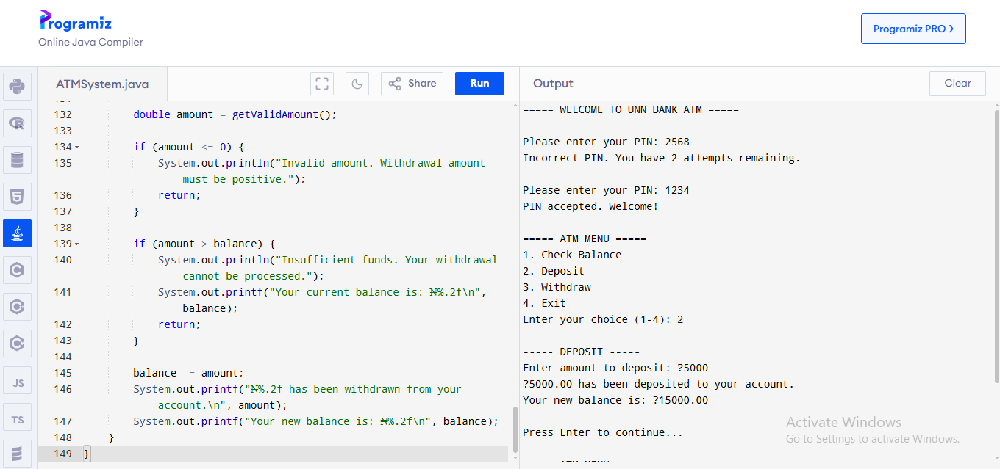 Programiz
Online Java Compiler
Programiz PRO >
ATMSystem.java
Share
Run
Output
Clear
132 double amount = getValidAmount();
133
134 if (amount <= 0) {
135 System.out.println("Invalid amount. Withdrawal amount
must be positive.");
136 return;
137 }
138
139 if (amount > balance) {
140 System.out.println("Insufficient funds. Your withdrawal
cannot be processed.");
141 System.out.printf("Your current balance is: ₦%.2f\n",
balance);
142 return;
143 }
144
145 balance -= amount;
146 System.out.printf("₦%.2f has been withdrawn from your
account.\n", amount);
147 System.out.printf("Your new balance is: ₦%.2f\n", balance);
148 }
149 }
JS
TS
===== WELCOME TO UNN BANK ATM =====
Please enter your PIN: 2568
Incorrect PIN. You have 2 attempts remaining.
Please enter your PIN: 1234
PIN accepted. Welcome!
===== ATM MENU =====
1. Check Balance
2. Deposit
3. Withdraw
4. Exit
Enter your choice (1-4): 2
----- DEPOSIT -----
Enter amount to deposit: ?5000
?5000.00 has been deposited to your account.
Your new balance is: ?15000.00
Press Enter to continue...
Activate Windows
Go to Settings to activate Windows.